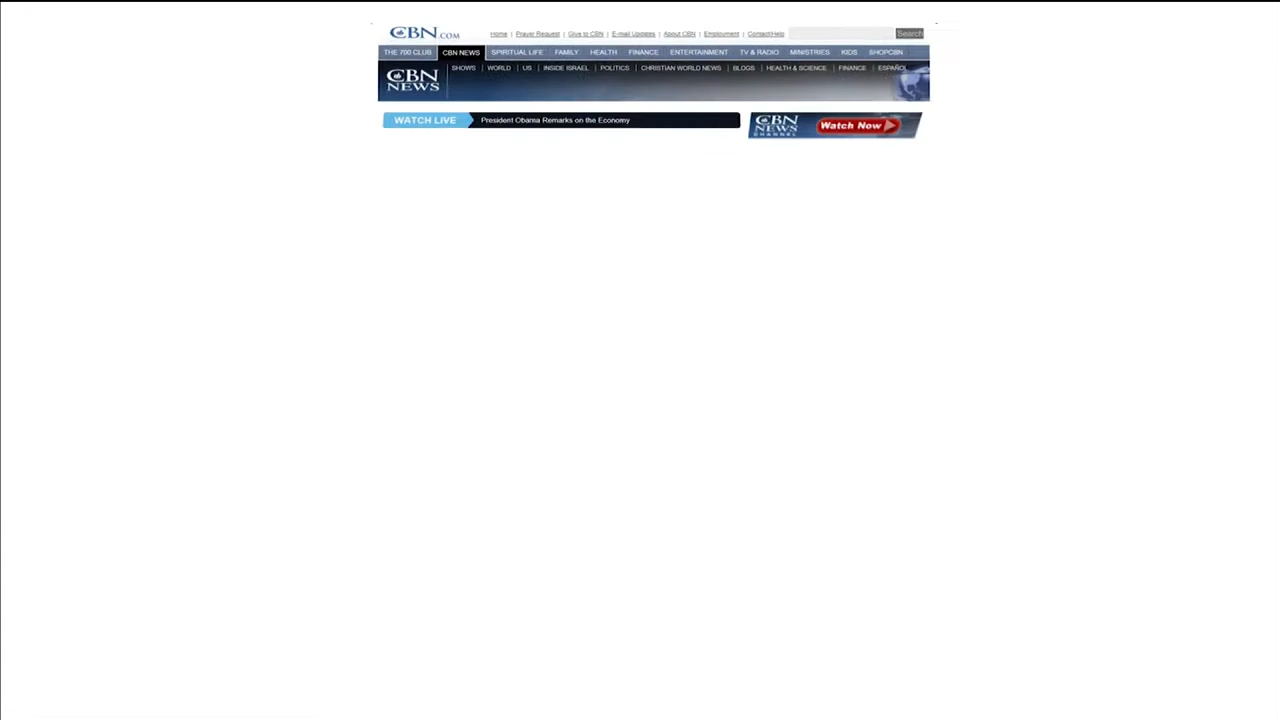 CBN.COM Home | Prayer Request | Give to CBN | E-mail Updates | About CBN | Employment | Contact/Help Search
THE 700 CLUB CBN NEWS SPIRITUAL LIFE FAMILY HEALTH FINANCE ENTERTAINMENT TV & RADIO MINISTRIES KIDS SHOPCBN
SHOWS | WORLD | US | INSIDE ISRAEL | POLITICS | CHRISTIAN WORLD NEWS | BLOGS | HEALTH & SCIENCE | FINANCE | ESPAÑOL
CBN
NEWS
WATCH LIVE President Obama Remarks on the Economy
CBN
NEWS
CHANNEL
Watch Now